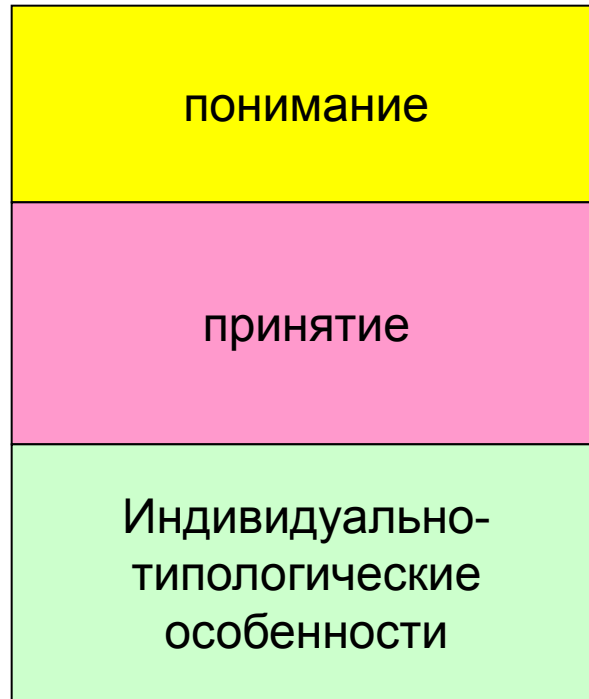 понимание
принятие
Индивидуально-
типологические
особенности